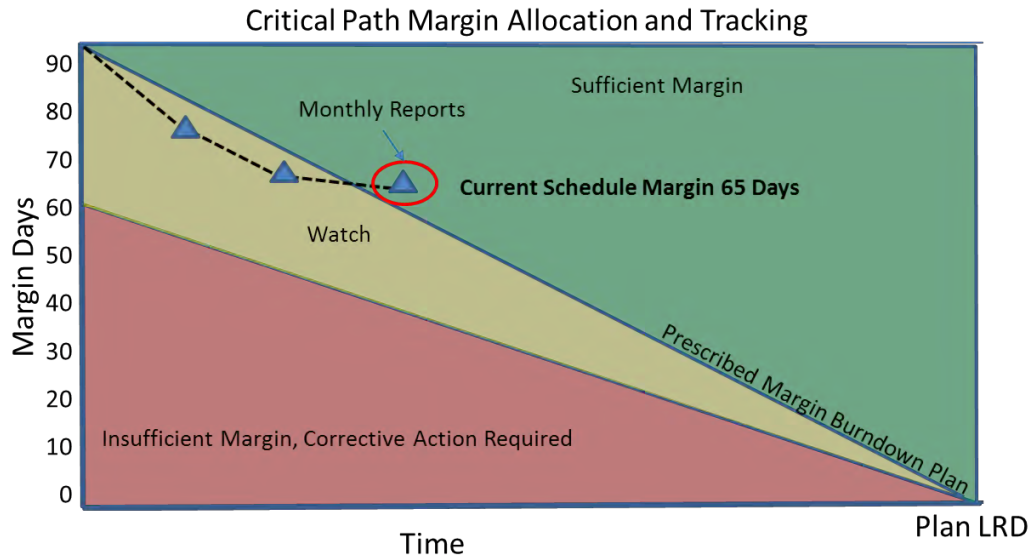 Critical Path Margin Allocation and Tracking
90
80
70
60
50
40
30
20
10
0
Margin Days
Sufficient Margin
Monthly Reports
Current Schedule Margin 65 Days
Watch
Prescribed Margin Burndown Plan
Insufficient Margin, Corrective Action Required
Plan LRD
Time